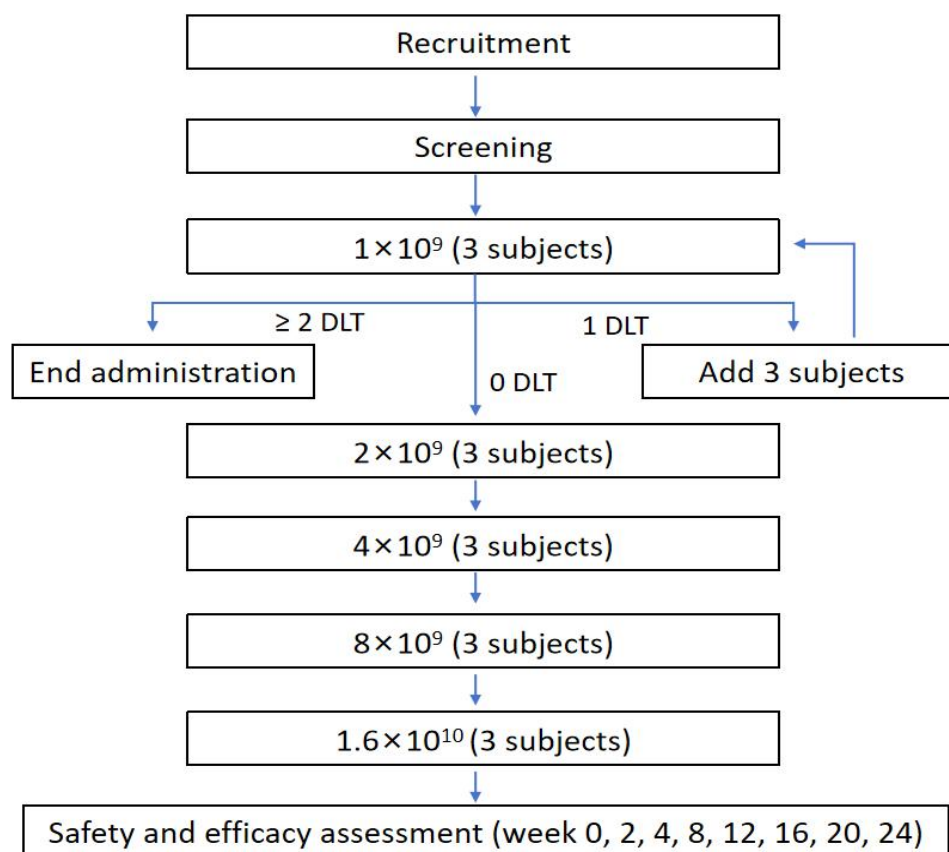 Recruitment
Screening
1×10⁹ (3 subjects)
≥ 2 DLT
1 DLT
End administration
0 DLT
Add 3 subjects
2×10⁹ (3 subjects)
4×10⁹ (3 subjects)
8×10⁹ (3 subjects)
1.6×10¹⁰ (3 subjects)
Safety and efficacy assessment (week 0, 2, 4, 8, 12, 16, 20, 24)